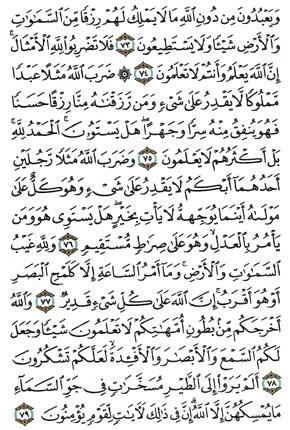 وَيَعْبُدُونَ مِن دُونِ ٱللَّهِ مَا لَا يَمْلِكُ لَهُمْ رِزْقًا مِّنَ ٱلسَّمَٰوَٰتِ
وَٱلْأَرْضِ شَيْـًٔا وَلَا يَسْتَطِيعُونَ ٧٣ فَلَا تَضْرِبُوا۟ لِلَّهِ ٱلْأَمْثَالَ ۚ
إِنَّ ٱللَّهَ يَعْلَمُ وَأَنتُمْ لَا تَعْلَمُونَ ٧٤ ۞ ضَرَبَ ٱللَّهُ مَثَلًا عَبْدًا
مَّمْلُوكًا لَّا يَقْدِرُ عَلَىٰ شَىْءٍ وَمَن رَّزَقْنَٰهُ مِنَّا رِزْقًا حَسَنًا
فَهُوَ يُنفِقُ مِنْهُ سِرًّا وَجَهْرًا ۖ هَلْ يَسْتَوُۥنَ ۚ ٱلْحَمْدُ لِلَّهِ ۚ
بَلْ أَكْثَرُهُمْ لَا يَعْلَمُونَ ٧٥ وَضَرَبَ ٱللَّهُ مَثَلًا رَّجُلَيْنِ
أَحَدُهُمَآ أَبْكَمُ لَا يَقْدِرُ عَلَىٰ شَىْءٍ وَهُوَ كَلٌّ عَلَىٰ
مَوْلَىٰهُ أَيْنَمَا يُوَجِّههُّ لَا يَأْتِ بِخَيْرٍ ۖ هَلْ يَسْتَوِى هُوَ وَمَن
يَأْمُرُ بِٱلْعَدْلِ ۙ وَهُوَ عَلَىٰ صِرَٰطٍ مُّسْتَقِيمٍ ٧٦ وَلِلَّهِ غَيْبُ
ٱلسَّمَٰوَٰتِ وَٱلْأَرْضِ ۚ وَمَآ أَمْرُ ٱلسَّاعَةِ إِلَّا كَلَمْحِ ٱلْبَصَرِ
أَوْ هُوَ أَقْرَبُ ۚ إِنَّ ٱللَّهَ عَلَىٰ كُلِّ شَىْءٍ قَدِيرٌ ٧٧ وَٱللَّهُ
أَخْرَجَكُم مِّنۢ بُطُونِ أُمَّهَٰتِكُمْ لَا تَعْلَمُونَ شَيْـًٔا وَجَعَلَ
لَكُمُ ٱلسَّمْعَ وَٱلْأَبْصَٰرَ وَٱلْأَفْـِٔدَةَ ۙ لَعَلَّكُمْ تَشْكُرُونَ
٧٨ أَلَمْ يَرَوْا۟ إِلَى ٱلطَّيْرِ مُسَخَّرَٰتٍ فِى جَوِّ ٱلسَّمَآءِ
مَا يُمْسِكُهُنَّ إِلَّا ٱللَّهُ ۗ إِنَّ فِى ذَٰلِكَ لَءَايَٰتٍ لِّقَوْمٍ يُؤْمِنُونَ ٧٩